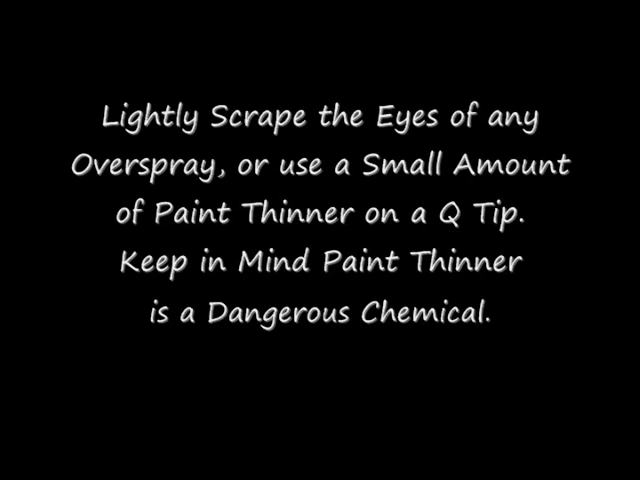 Lightly Scrape the Eyes of any
Overspray, or use a Small Amount
of Paint Thinner on a Q Tip.
Keep in Mind Paint Thinner
is a Dangerous Chemical.